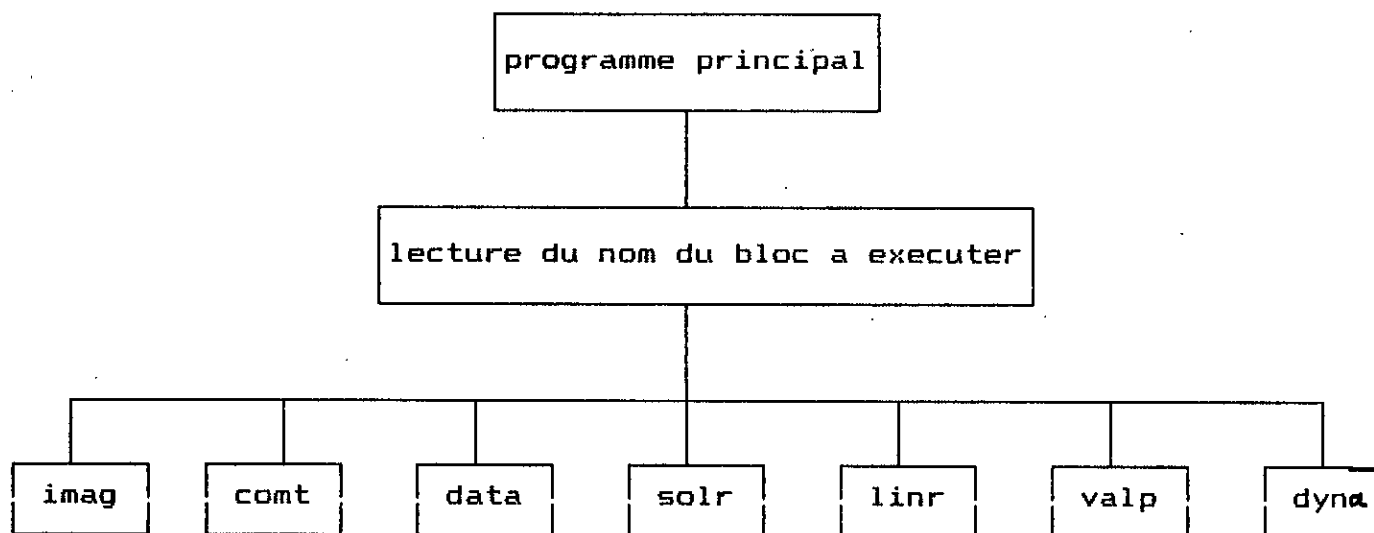 programme principal
lecture du nom du bloc a executer
imag comt data solr linr valp dyna